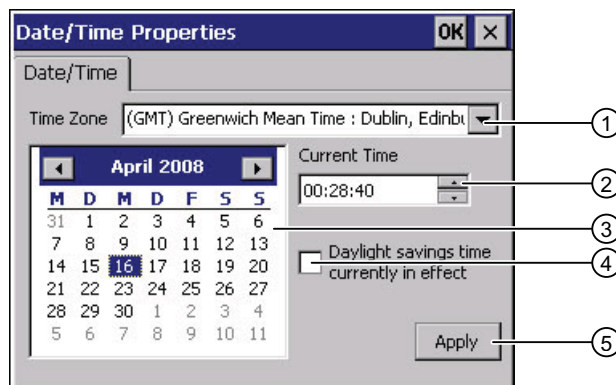 Date/Time Properties OK ×
Date/Time
Time Zone (GMT) Greenwich Mean Time : Dublin, Edinbu
1
April 2008
M D M D F S S
31 1 2 3 4 5 6
7 8 9 10 11 12 13
14 15 16 17 18 19 20
21 22 23 24 25 26 27
28 29 30 1 2 3 4
5 6 7 8 9 10 11
Current Time
00:28:40
2
3
Daylight savings time
currently in effect
4
Apply
5